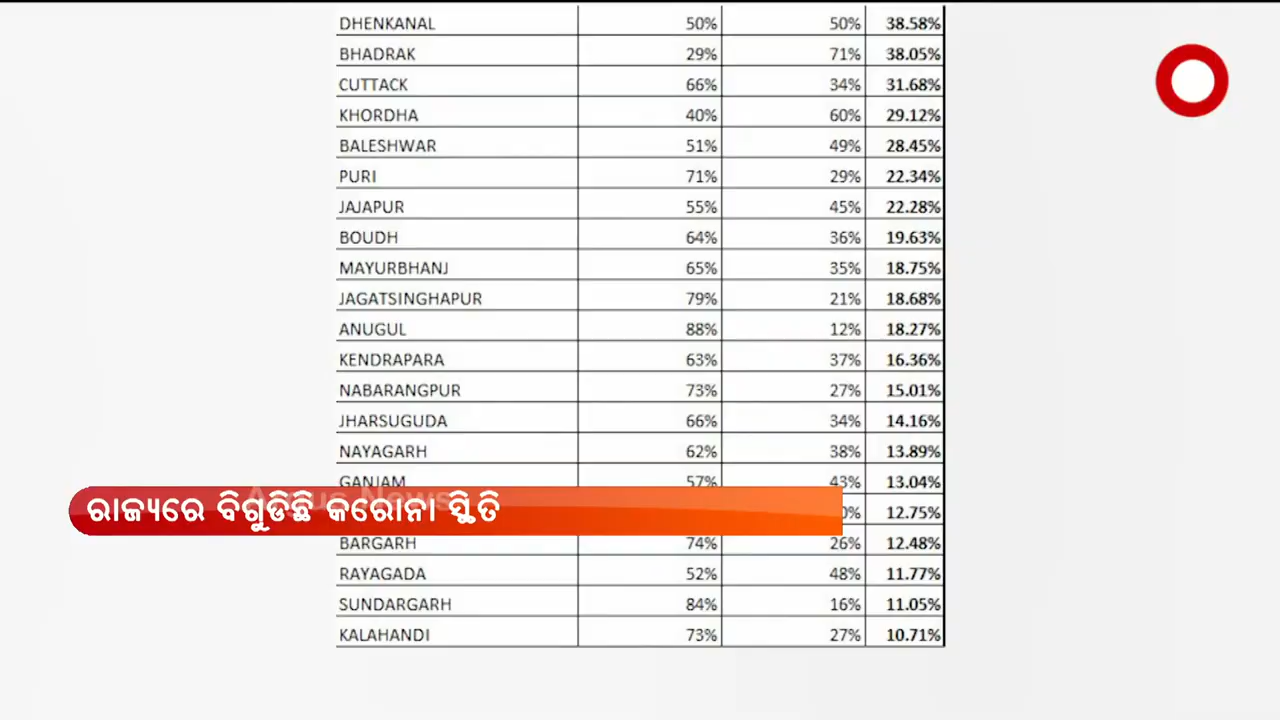 DHENKANAL 50% 50% 38.58%
BHADRAK 29% 71% 38.05%
CUTTACK 66% 34% 31.68%
KHORDHA 40% 60% 29.12%
BALESHWAR 51% 49% 28.45%
PURI 71% 29% 22.34%
JAJAPUR 55% 45% 22.28%
BOUDH 64% 36% 19.63%
MAYURBHANJ 65% 35% 18.75%
JAGATSINGHAPUR 79% 21% 18.68%
ANUGUL 88% 12% 18.27%
KENDRAPARA 63% 37% 16.36%
NABARANGPUR 73% 27% 15.01%
JHARSUGUDA 66% 34% 14.16%
NAYAGARH 62% 38% 13.89%
GANJAM 57% 43% 13.04%
Argus News
ରାଜ୍ୟରେ ବିଗୁଡିଛି କରୋନା ସ୍ଥିତି
12.75%
BARGARH 74% 26% 12.48%
RAYAGADA 52% 48% 11.77%
SUNDARGARH 84% 16% 11.05%
KALAHANDI 73% 27% 10.71%